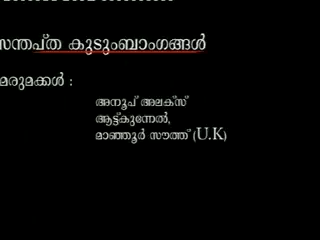 സന്തപ്ത കുടുംബാംഗങ്ങൾ
മരുമക്കൾ :
അനൂപ് അലക്സ്
ആട്ട്കുന്നേൽ,
മാഞ്ഞൂർ സൗത്ത് (U.K)